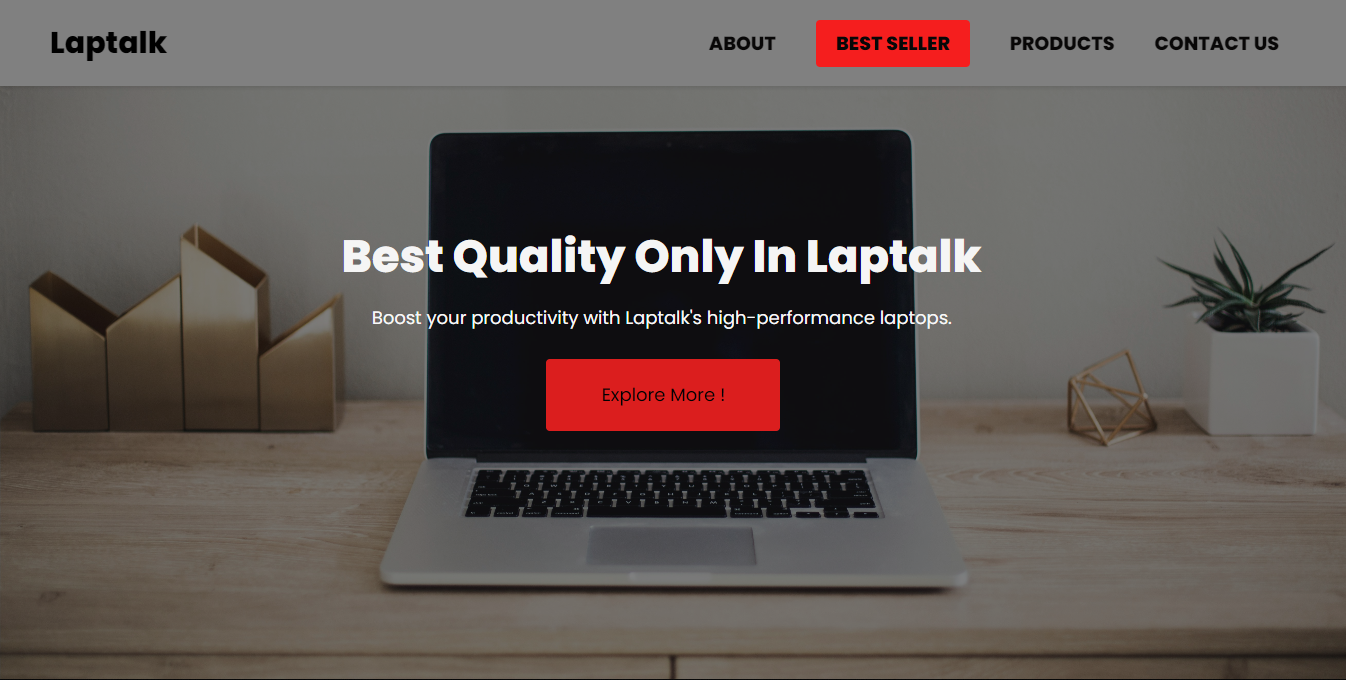 Laptalk
ABOUT
BEST SELLER
PRODUCTS
CONTACT US
Best Quality Only In Laptalk
Boost your productivity with Laptalk's high-performance laptops.
Explore More !